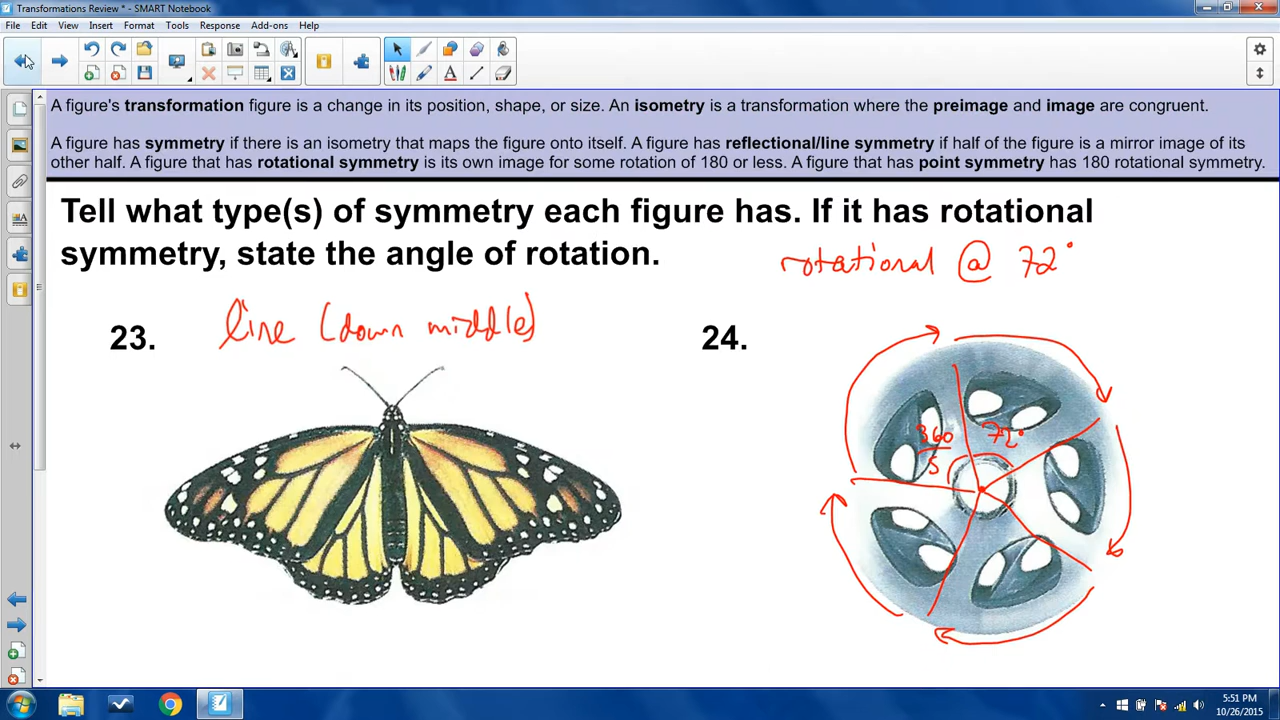 Transformations Review * - SMART Notebook
File Edit View Insert Format Tools Response Add-ons Help
A figure's transformation figure is a change in its position, shape, or size. An isometry is a transformation where the preimage and image are congruent.
A figure has symmetry if there is an isometry that maps the figure onto itself. A figure has reflectional/line symmetry if half of the figure is a mirror image of its
other half. A figure that has rotational symmetry is its own image for some rotation of 180 or less. A figure that has point symmetry has 180 rotational symmetry.
Tell what type(s) of symmetry each figure has. If it has rotational
symmetry, state the angle of rotation.
rotational @ 72°
23.
line (down middle)
24.
360
5
72°
5:51 PM
10/26/2015